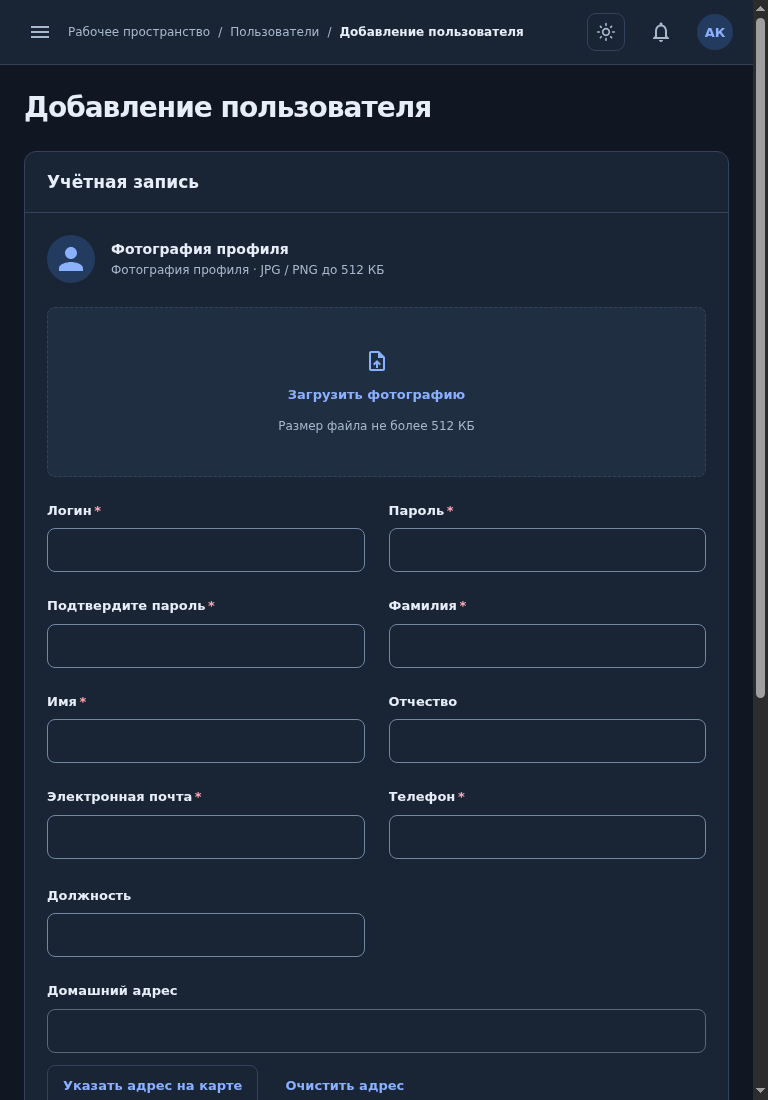 Рабочее пространство / Пользователи / Добавление пользователя
АК
Добавление пользователя
Учётная запись
Фотография профиля
Фотография профиля · JPG / PNG до 512 КБ
Загрузить фотографию
Размер файла не более 512 КБ
Логин *
Пароль *
Подтвердите пароль *
Фамилия *
Имя *
Отчество
Электронная почта *
Телефон *
Должность
Домашний адрес
Указать адрес на карте
Очистить адрес